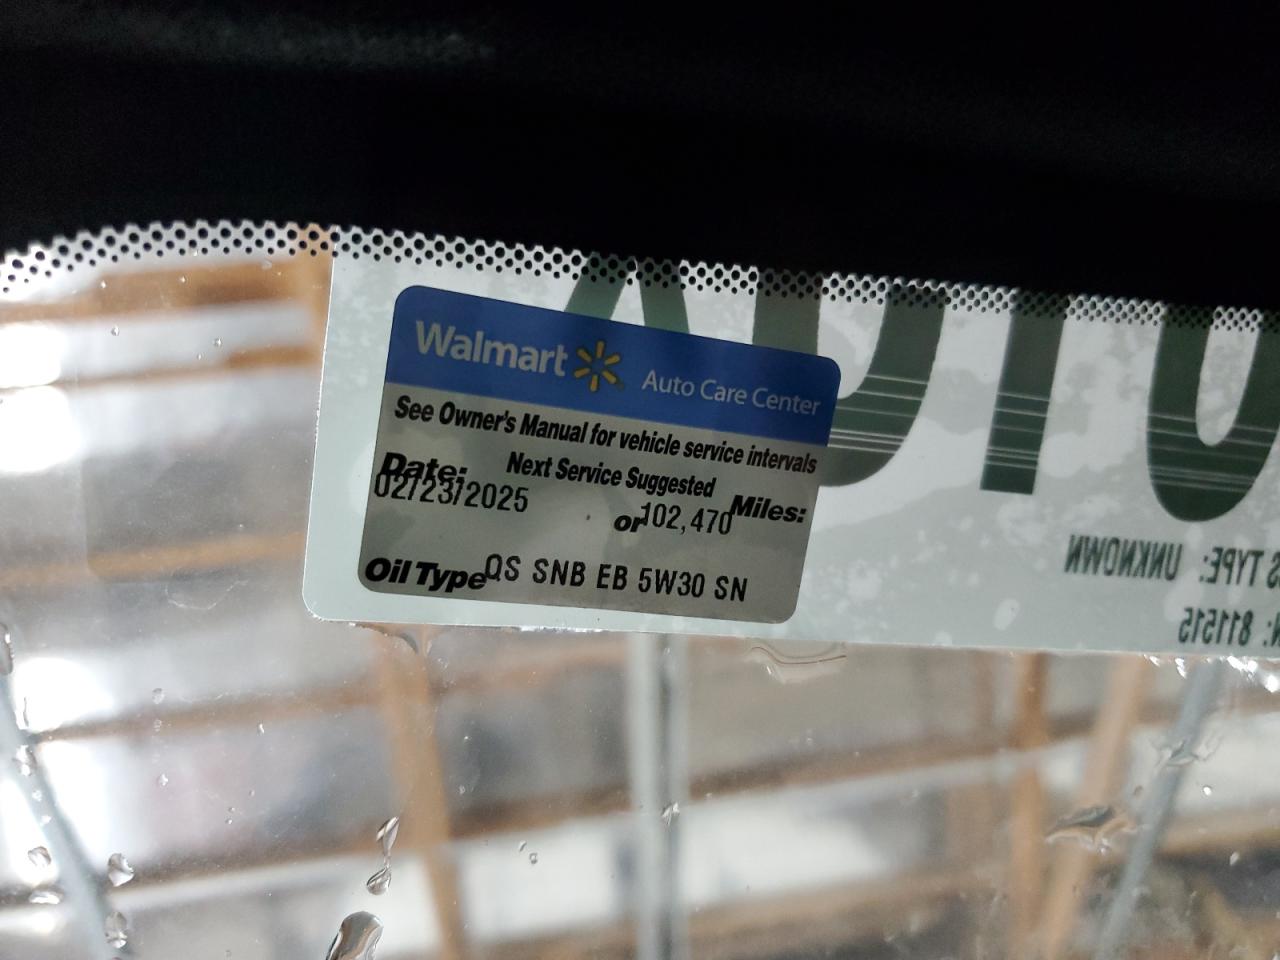 Walmart Auto Care Center
See Owner's Manual for vehicle service intervals
Next Service Suggested
Date: Miles:
02/23/2025 or 102,470
Oil Type QS SNB EB 5W30 SN
AUTO
S TYPE: UNKNOWN
N: 811515